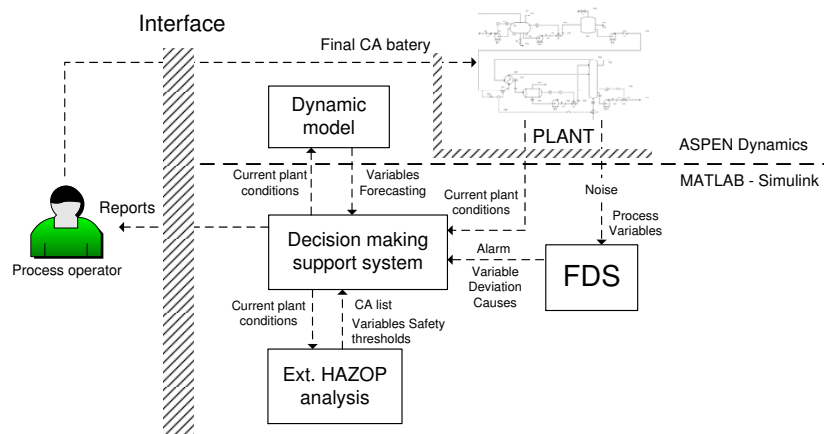 Interface
Final CA batery
Dynamic
model
PLANT
ASPEN Dynamics
MATLAB - Simulink
Current plant
conditions
Variables
Forecasting
Current plant
conditions
Noise
Process
Variables
Reports
Process operator
Decision making
support system
Alarm
Variable
Deviation
Causes
FDS
Current plant
conditions
CA list
Variables Safety
thresholds
Ext. HAZOP
analysis